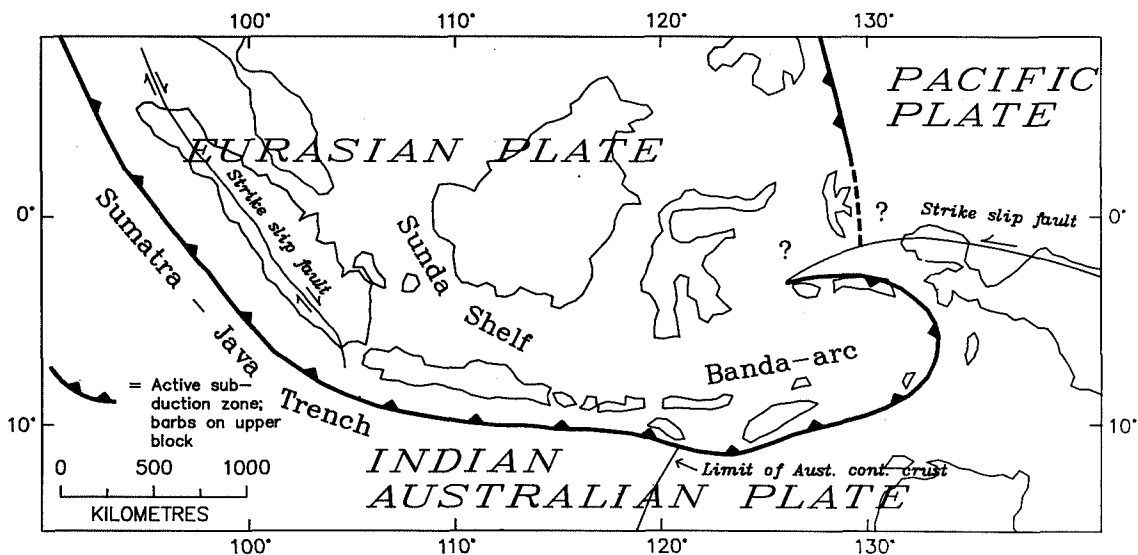 100° 110° 120° 130°
PACIFIC
PLATE
EURASIAN PLATE
Strike slip fault
0° 0°
Sumatra – Java
Trench
Sunda
Shelf
?
?
Strike slip fault
Banda-arc
= Active sub-
duction zone;
barbs on upper
block
10° 10°
0 500 1000
KILOMETRES
INDIAN
AUSTRALIAN PLATE
Limit of Aust. cont. crust
100° 110° 120° 130°